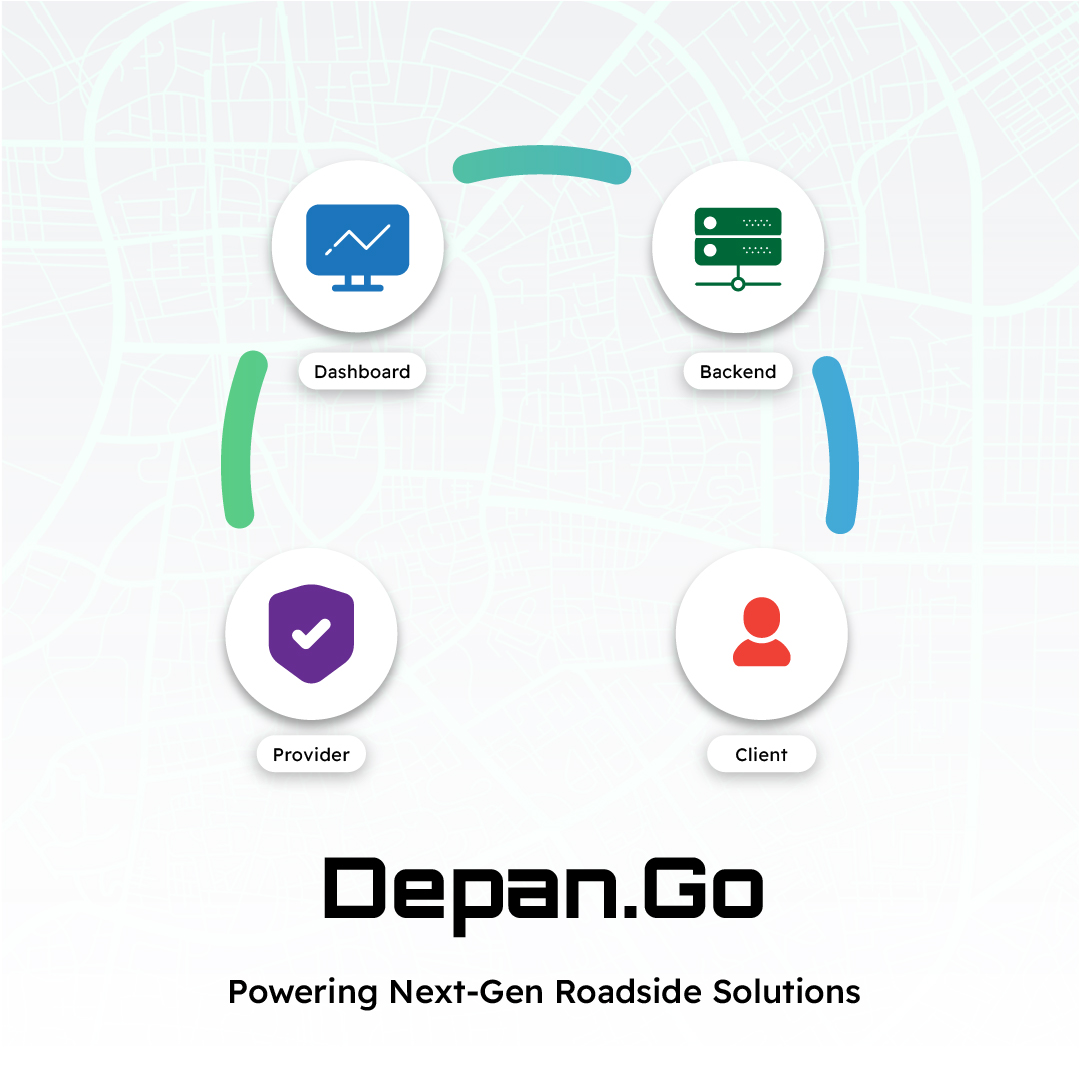 Dashboard
Backend
Provider
Client
Depan.Go
Powering Next-Gen Roadside Solutions